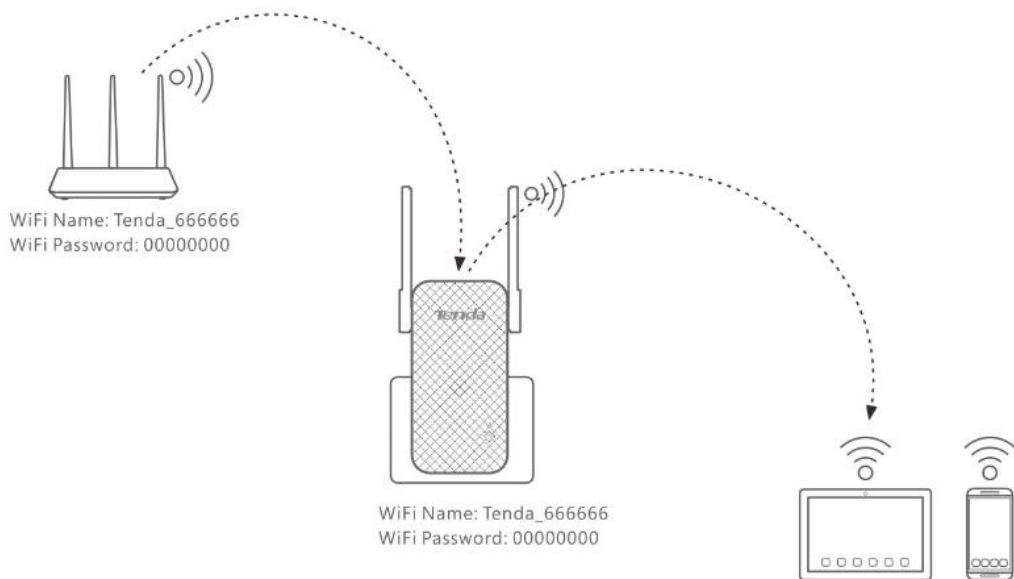 WiFi Name: Tenda_666666
WiFi Password: 00000000
Tenda
WiFi Name: Tenda_666666
WiFi Password: 00000000